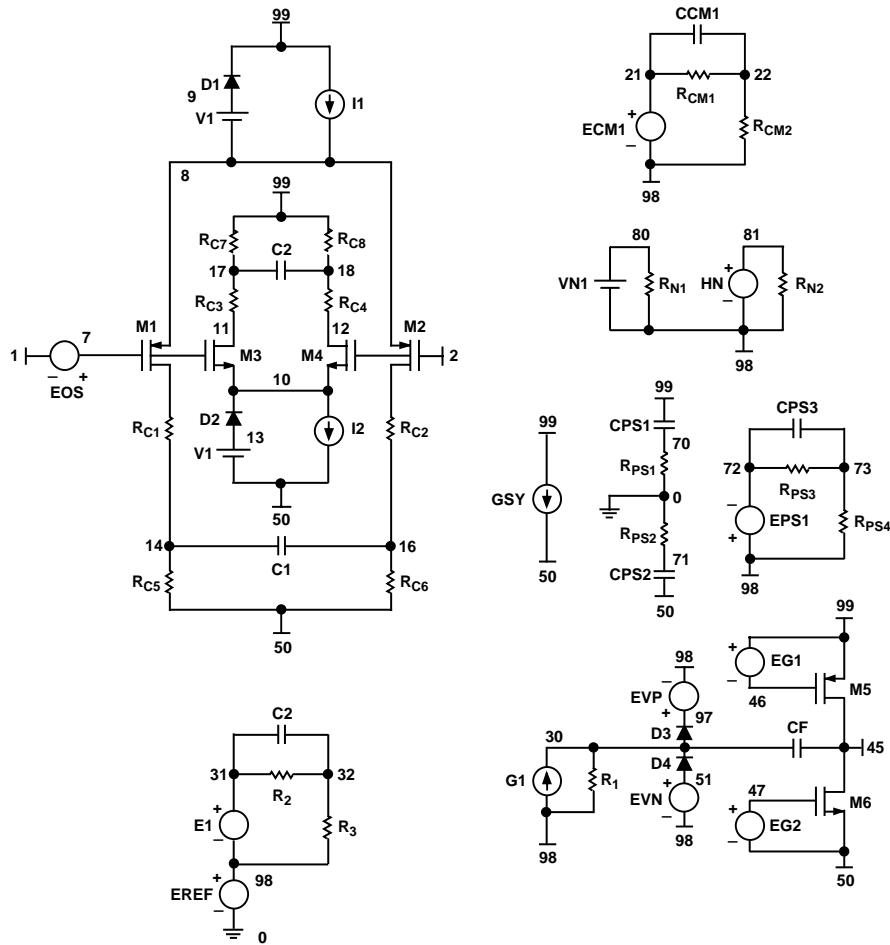 99
D1
9
V1
I1
8
99
RC7
RC8
C2
17
18
RC3
RC4
11
12
M1
M2
7
1
2
M3
M4
EOS
10
D2
13
V1
I2
RC1
RC2
50
14
16
C1
RC5
RC6
50
C2
31
32
R2
E1
R3
98
EREF
0
CCM1
21
22
RCM1
ECM1
RCM2
98
80
81
VN1
RN1
HN
RN2
98
99
GSY
50
99
CPS1
70
RPS1
0
RPS2
71
CPS2
50
CPS3
72
73
RPS3
EPS1
RPS4
98
99
EG1
46
M5
98
EVP
97
D3
30
CF
45
D4
51
G1
R1
EVN
98
98
47
M6
EG2
50
+
−
+
−
+
−
+
−
+
−
−
+
+
−
−
+
+
−
+
−